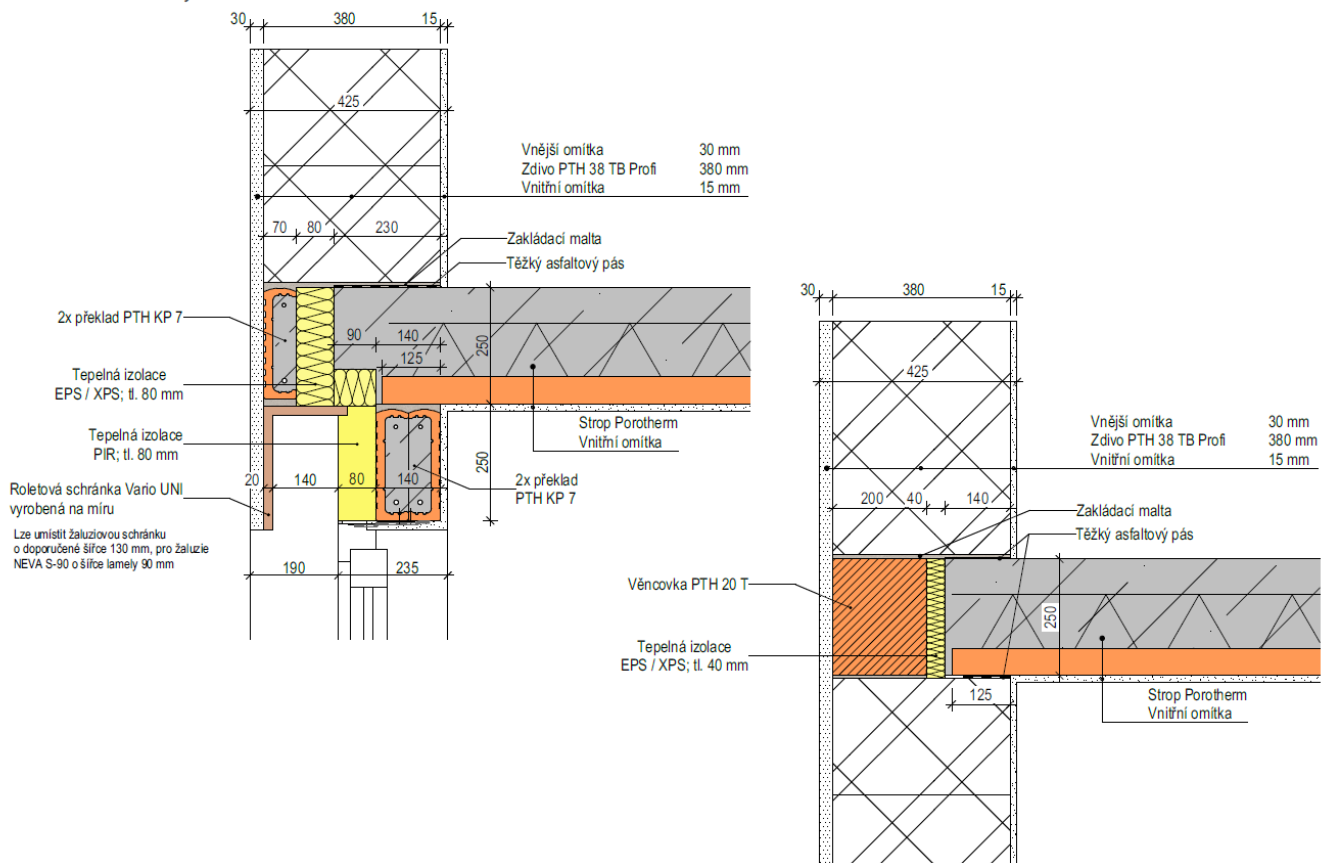 30 380 15
425
Vnější omítka 30 mm
Zdivo PTH 38 TB Profi 380 mm
Vnitřní omítka 15 mm
70 80 230
Zakládací malta
Těžký asfaltový pás
2x překlad PTH KP 7
90 140
125
250
Tepelná izolace
EPS / XPS; tl. 80 mm
Strop Porotherm
Vnitřní omítka
Tepelná izolace
PIR; tl. 80 mm
250
20 140 80 140
2x překlad
PTH KP 7
Roletová schránka Vario UNI
vyrobená na míru
Lze umístit žaluziovou schránku
o doporučené šířce 130 mm, pro žaluzie
NEVA S-90 o šířce lamely 90 mm
190 235
30 380 15
425
Vnější omítka 30 mm
Zdivo PTH 38 TB Profi 380 mm
Vnitřní omítka 15 mm
200 40 140
Zakládací malta
Těžký asfaltový pás
Věncovka PTH 20 T
250
Tepelná izolace
EPS / XPS; tl. 40 mm
125
Strop Porotherm
Vnitřní omítka